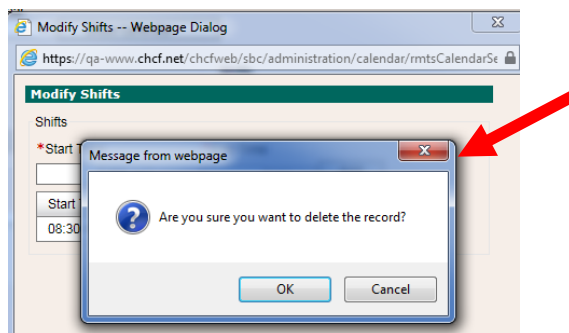 Modify Shifts -- Webpage Dialog
https://qa-www.chcf.net/chcfweb/sbc/administration/calendar/rmtsCalendarSe
Modify Shifts
Shifts
*Start T
Message from webpage
Start
08:30
Are you sure you want to delete the record?
OK
Cancel